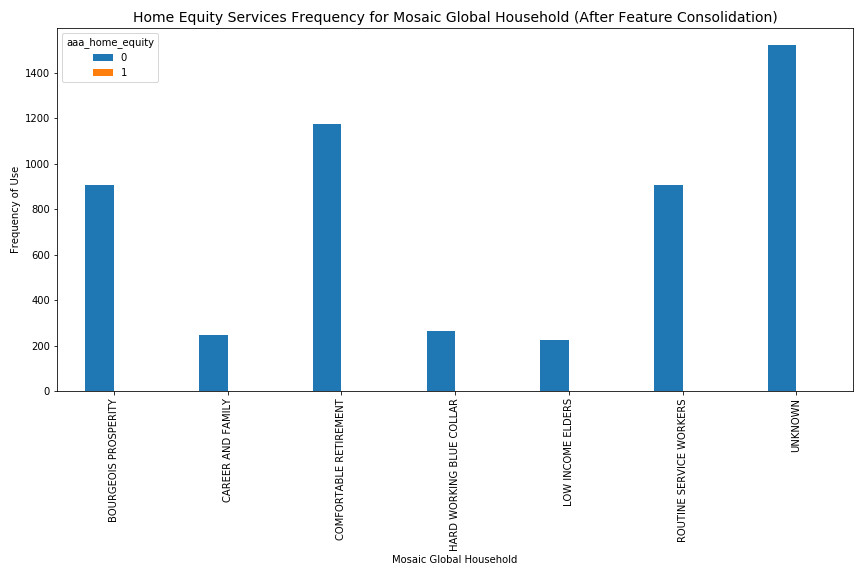 Home Equity Services Frequency for Mosaic Global Household (After Feature Consolidation)
aaa_home_equity
0
1
Frequency of Use
1400
1200
1000
800
600
400
200
0
BOURGEOIS PROSPERITY
CAREER AND FAMILY
COMFORTABLE RETIREMENT
HARD WORKING BLUE COLLAR
LOW INCOME ELDERS
ROUTINE SERVICE WORKERS
UNKNOWN
Mosaic Global Household